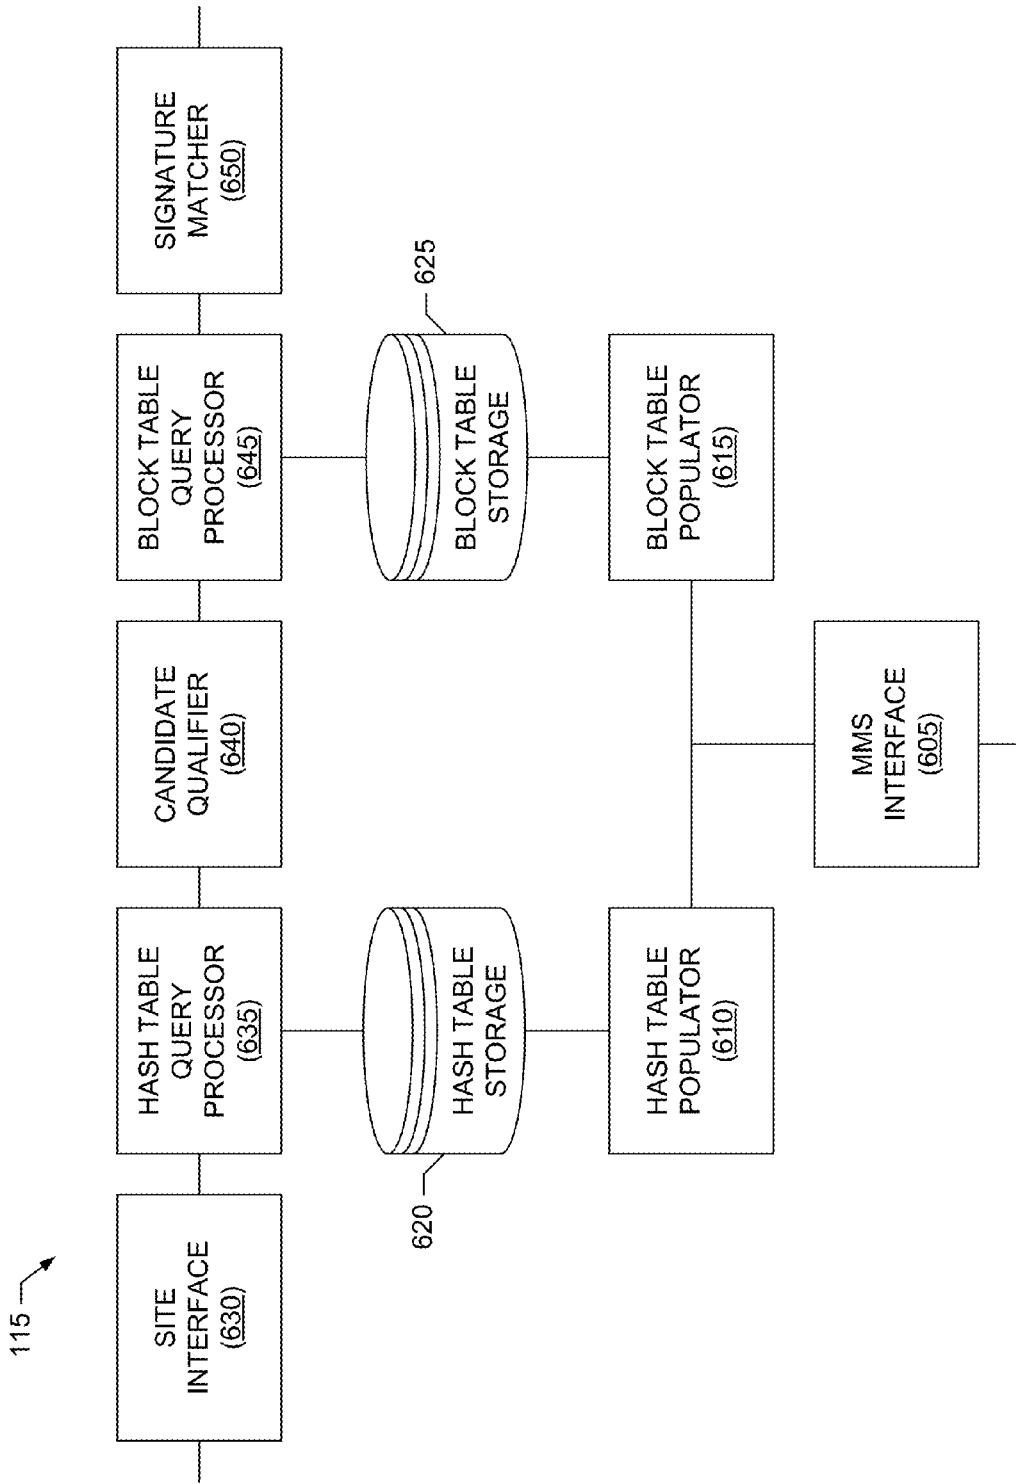 115
SITE
INTERFACE
(630)
HASH TABLE
QUERY
PROCESSOR
(635)
CANDIDATE
QUALIFIER
(640)
BLOCK TABLE
QUERY
PROCESSOR
(645)
SIGNATURE
MATCHER
(650)
620
HASH TABLE
STORAGE
625
BLOCK TABLE
STORAGE
HASH TABLE
POPULATOR
(610)
BLOCK TABLE
POPULATOR
(615)
MMS
INTERFACE
(605)